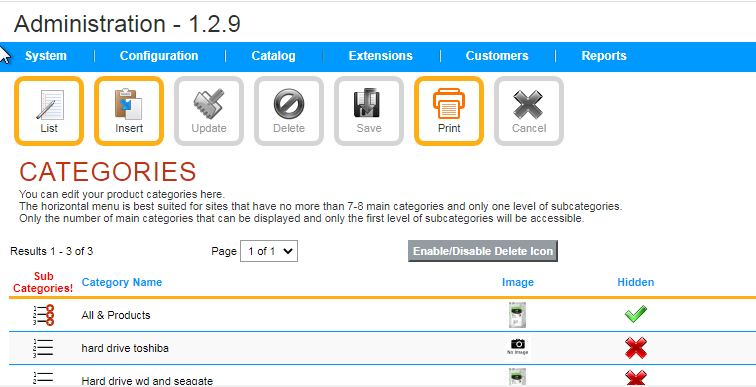 Administration - 1.2.9
System Configuration Catalog Extensions Customers Reports
List Insert Update Delete Save Print Cancel
CATEGORIES
You can edit your product categories here.
The horizontal menu is best suited for sites that have no more than 7-8 main categories and only one level of subcategories.
Only the number of main categories that can be displayed and only the first level of subcategories will be accessible.
Results 1 - 3 of 3 Page 1 of 1 Enable/Disable Delete Icon
Sub Categories! Category Name Image Hidden
All & Products
hard drive toshiba No Image
Hard drive wd and seagate